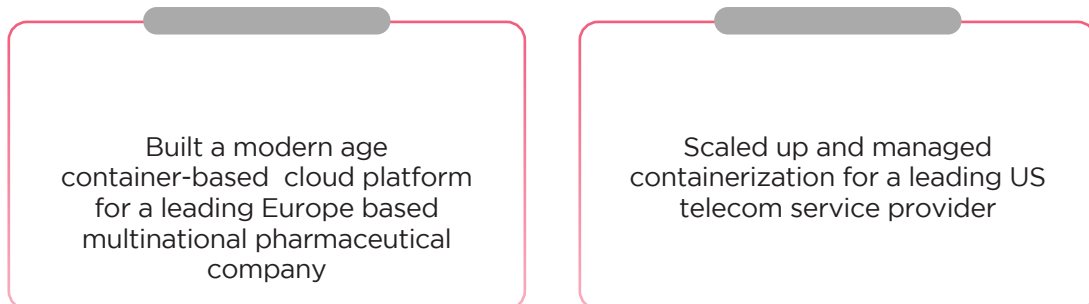 Built a modern age
container-based  cloud platform
for a leading Europe based
multinational pharmaceutical
company
Scaled up and managed
containerization for a leading US
telecom service provider